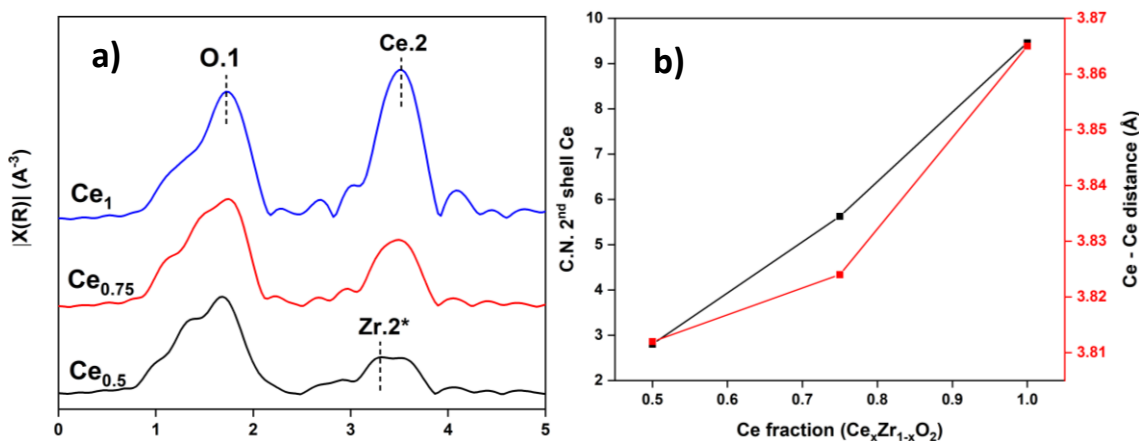 a)
O.1
Ce.2
Ce₁
Ce₀.₇₅
Zr.2*
Ce₀.₅
|X(R)| (A⁻³)
0 1 2 3 4 5
b)
10
9
8
7
6
5
4
3
2
C.N. 2ⁿᵈ shell Ce
3.87
3.86
3.85
3.84
3.83
3.82
3.81
Ce - Ce distance (Å)
0.5 0.6 0.7 0.8 0.9 1.0
Ce fraction (CeₓZr₁₋ₓO₂)